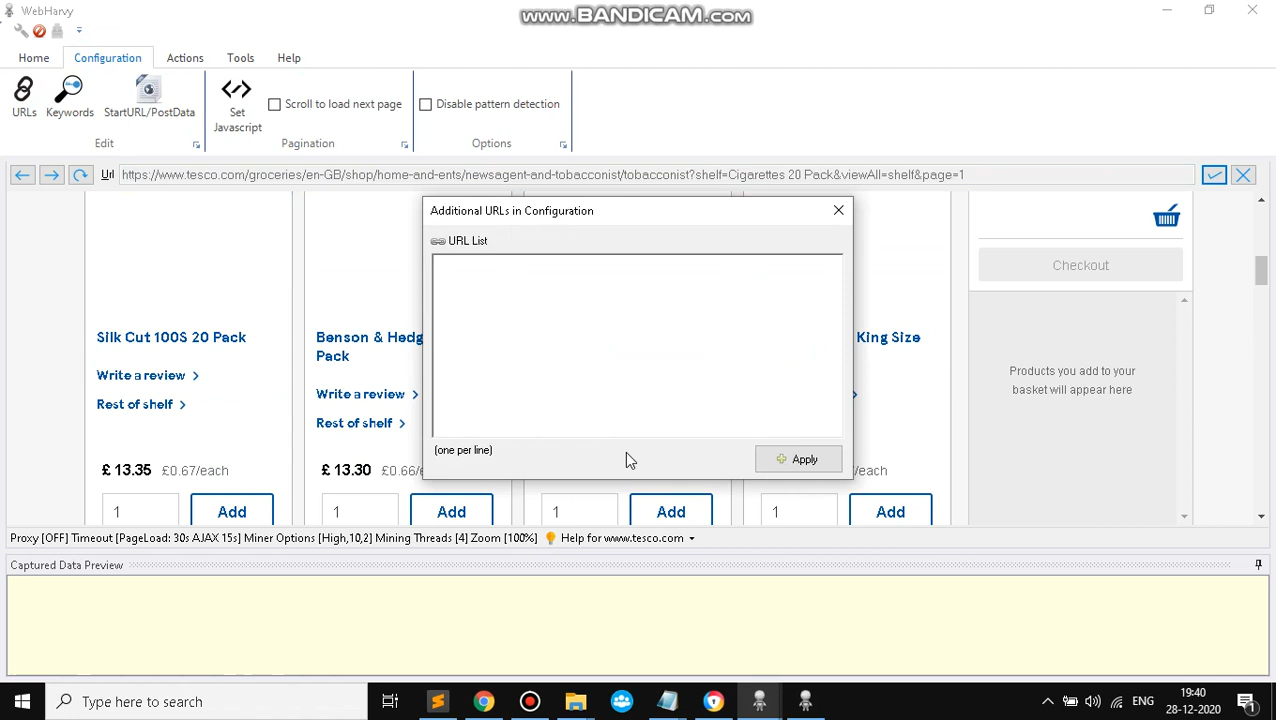 WebHarvy
www.BANDICAM.com
Home
Configuration
Actions
Tools
Help
URLs
Keywords
StartURL/PostData
Set
Javascript
Scroll to load next page
Disable pattern detection
Edit
Pagination
Options
Url
https://www.tesco.com/groceries/en-GB/shop/home-and-ents/newsagent-and-tobacconist/tobacconist?shelf=Cigarettes 20 Pack&viewAll=shelf&page=1
Additional URLs in Configuration
URL List
(one per line)
Apply
Checkout
Silk Cut 100S 20 Pack
Write a review
Rest of shelf
£ 13.35 £0.67/each
1 Add
Benson & Hedg
Pack
Write a review
Rest of shelf
£ 13.30 £0.66/
1 Add
1 Add
King Size
/each
1 Add
Products you add to your
basket will appear here
Proxy [OFF] Timeout [PageLoad: 30s AJAX 15s] Miner Options [High,10,2] Mining Threads [4] Zoom [100%]
Help for www.tesco.com
Captured Data Preview
Type here to search
ENG
19:40
28-12-2020
1